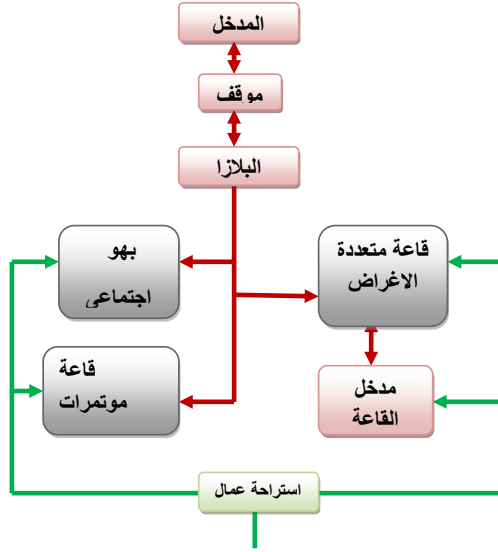 المدخل
موقف
البلازا
قاعة متعددة
الاغراض
بهو
اجتماعى
قاعة
موتمرات
مدخل
القاعة
استراحة عمال